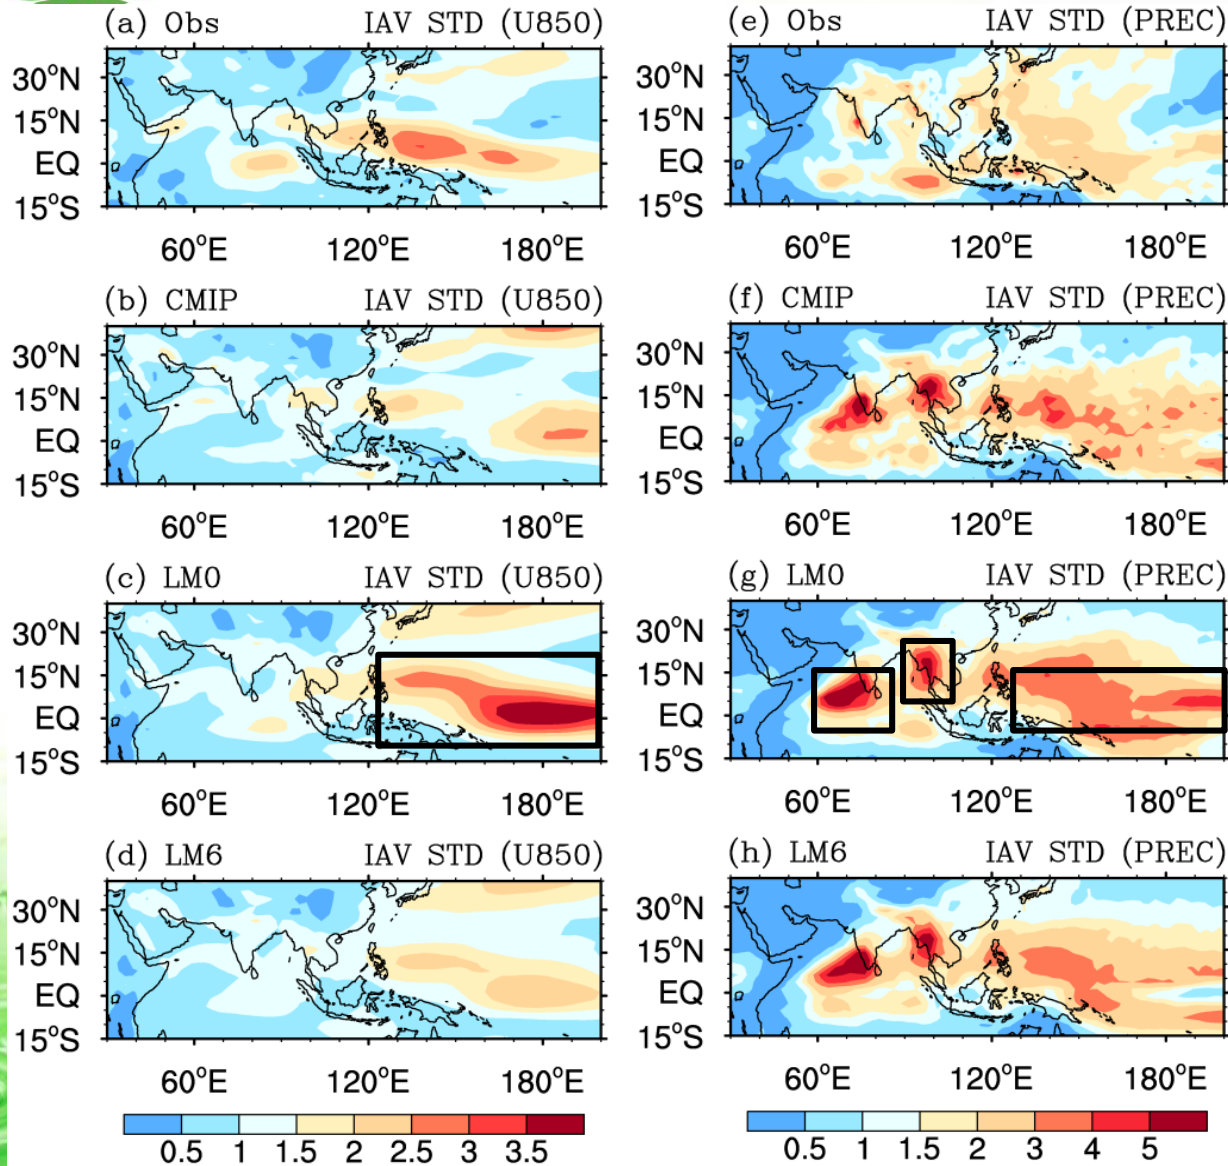 (a) Obs IAV STD (U850)
30°N
15°N
EQ
15°S
60°E 120°E 180°E
(e) Obs IAV STD (PREC)
30°N
15°N
EQ
15°S
60°E 120°E 180°E
(b) CMIP IAV STD (U850)
30°N
15°N
EQ
15°S
60°E 120°E 180°E
(f) CMIP IAV STD (PREC)
30°N
15°N
EQ
15°S
60°E 120°E 180°E
(c) LM0 IAV STD (U850)
30°N
15°N
EQ
15°S
60°E 120°E 180°E
(g) LM0 IAV STD (PREC)
30°N
15°N
EQ
15°S
60°E 120°E 180°E
(d) LM6 IAV STD (U850)
30°N
15°N
EQ
15°S
60°E 120°E 180°E
(h) LM6 IAV STD (PREC)
30°N
15°N
EQ
15°S
60°E 120°E 180°E
0.5 1 1.5 2 2.5 3 3.5
0.5 1 1.5 2 3 4 5